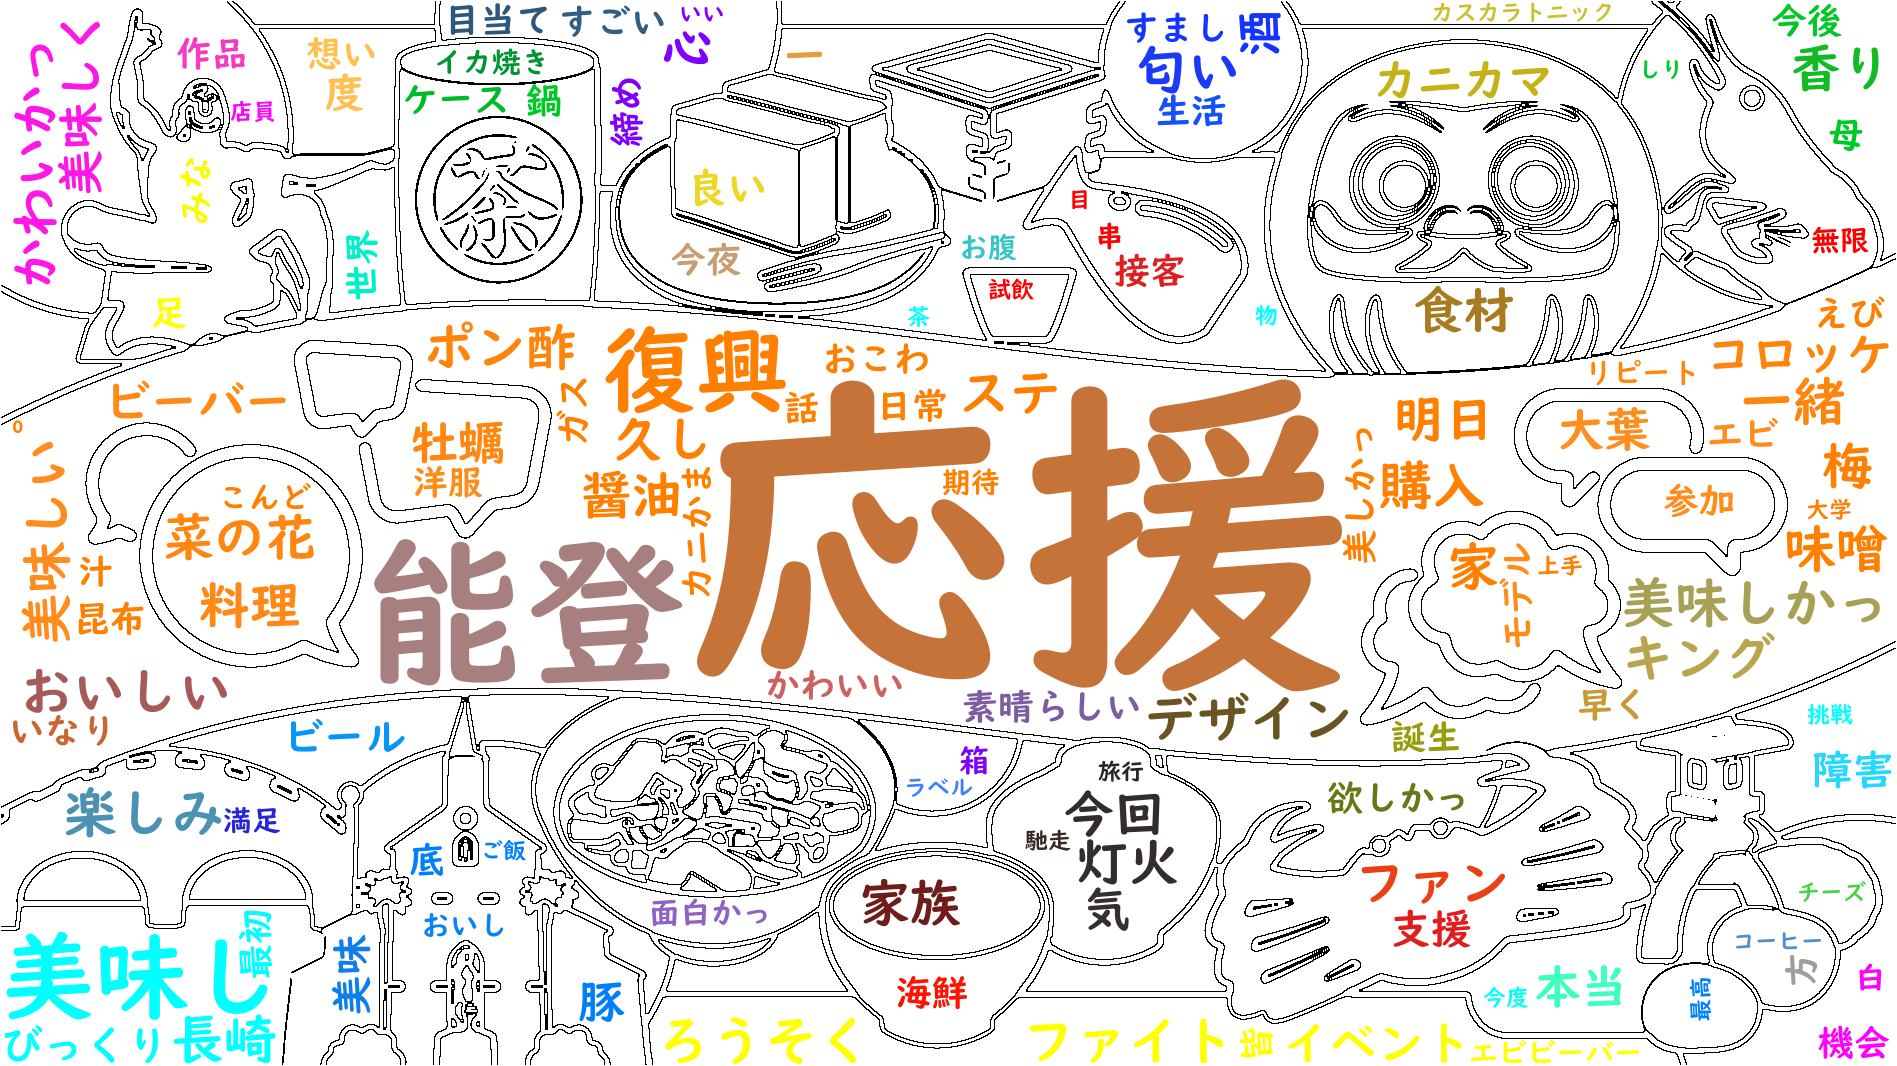 かわいかっ
美味しく
作品
店員
想い
度
みな
足
世界
目当て
すごい
いい
心
イカ焼き
ケース
鍋
茶
締め
一
良い
今夜
すまし
酒
匂い
生活
お腹
目
串
接客
試飲
茶
物
カスカラトニック
カニカマ
食材
しり
今後
香り
母
無限
えび
コロッケ
リピート
一緒
ポン酢
復興
おこわ
話
日常
ステ
ビーバー
ガス
牡蠣
洋服
久し
醤油
カニかま
応援
期待
明日
購入
美しかっ
大葉
エビ
梅
参加
大学
味噌
美味しい
こんど
菜の花
料理
汁
昆布
能登
家
モデル
上手
美味しかっ
キング
早く
おいしい
いなり
かわいい
素晴らしい
デザイン
誕生
挑戦
障害
ビール
楽しみ
満足
箱
ラベル
旅行
今回
馳走
灯火
気
欲しかっ
ファン
支援
底
ご飯
おいし
家族
面白かっ
海鮮
チーズ
コーヒー
方
白
美味し
最初
美味
豚
びっくり
長崎
ろうそく
ファイト
皆
イベント
エビビーバー
今度
本当
最高
機会